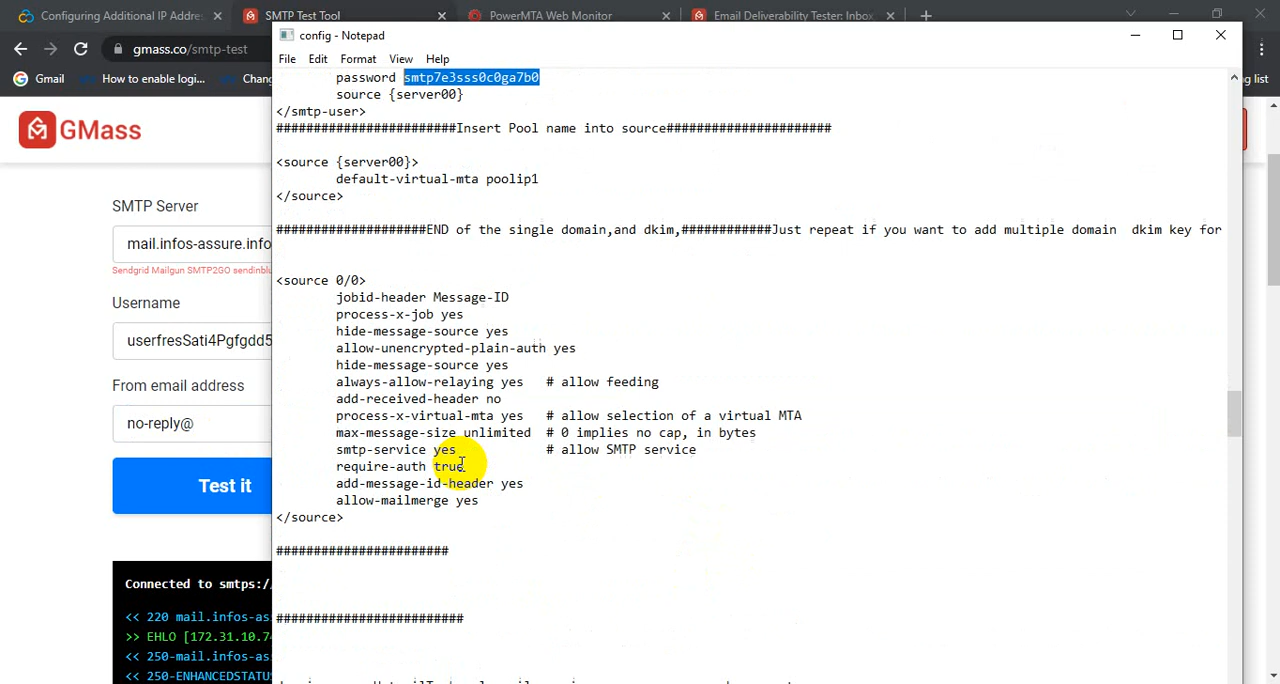 Configuring Additional IP Addre
SMTP Test Tool
PowerMTA Web Monitor
Email Deliverability Tester: Inbox
gmass.co/smtp-test
Gmail
How to enable logi...
Chang
ng list
GMass
SMTP Server
mail.infos-assure.info
Sendgrid Mailgun SMTP2GO sendinblu
Username
userfresSati4Pgfgdd5
From email address
no-reply@
Test it
Connected to smtps:/
<< 220 mail.infos-as
>> EHLO [172.31.10.74
<< 250-mail.infos-as
<< 250-ENHANCEDSTATU
config - Notepad
File Edit Format View Help
password smtp7e3sss0c0ga7b0
source {server00}
</smtp-user>
########################Insert Pool name into source######################
<source {server00}>
default-virtual-mta poolip1
</source>
####################END of the single domain,and dkim,############Just repeat if you want to add multiple domain dkim key for
<source 0/0>
jobid-header Message-ID
process-x-job yes
hide-message-source yes
allow-unencrypted-plain-auth yes
hide-message-source yes
always-allow-relaying yes # allow feeding
add-received-header no
process-x-virtual-mta yes # allow selection of a virtual MTA
max-message-size unlimited # 0 implies no cap, in bytes
smtp-service yes # allow SMTP service
require-auth true
add-message-id-header yes
allow-mailmerge yes
</source>
#######################
#########################